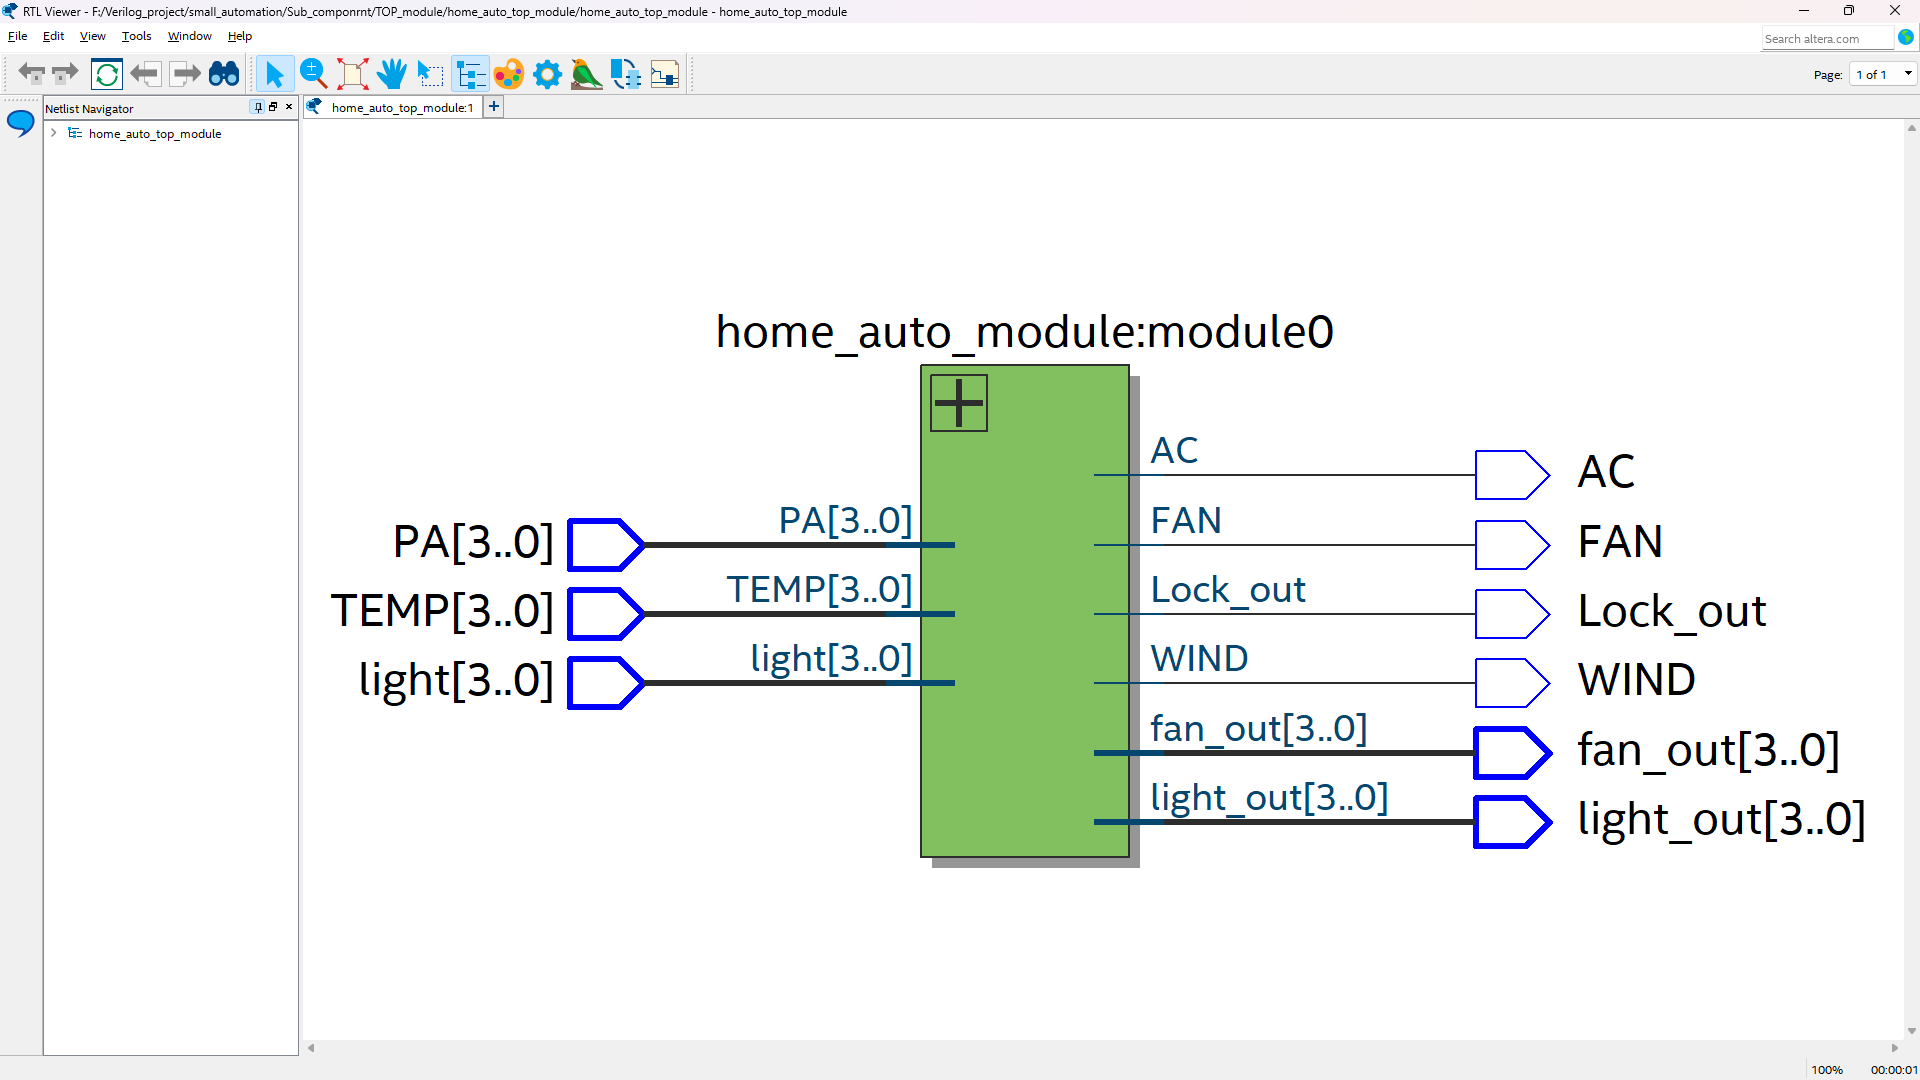 RTL Viewer - F:/Verilog_project/small_automation/Sub_componrnt/TOP_module/home_auto_top_module/home_auto_top_module - home_auto_top_module
File Edit View Tools Window Help
Search altera.com
Page: 1 of 1
Netlist Navigator
home_auto_top_module:1
home_auto_top_module
home_auto_module:module0
AC
AC
PA[3..0]
PA[3..0]
FAN
FAN
TEMP[3..0]
TEMP[3..0]
Lock_out
Lock_out
light[3..0]
light[3..0]
WIND
WIND
fan_out[3..0]
fan_out[3..0]
light_out[3..0]
light_out[3..0]
100%
00:00:01